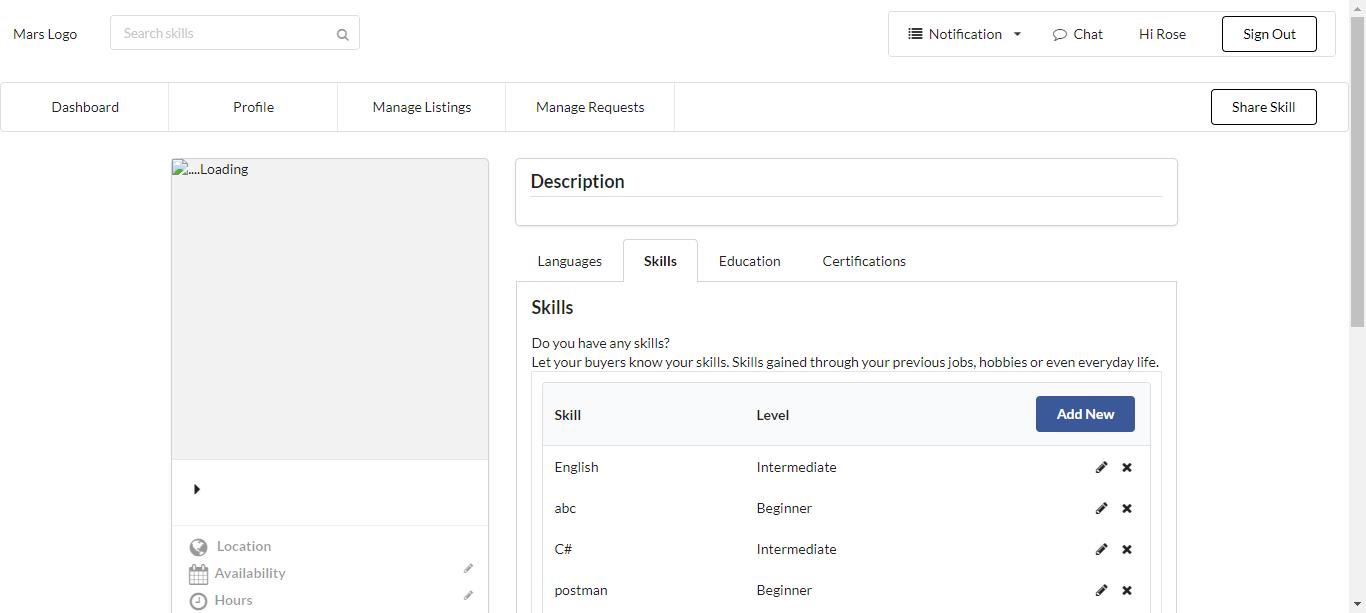 Mars Logo
Search skills
Notification
Chat
Hi Rose
Sign Out
Dashboard
Profile
Manage Listings
Manage Requests
Share Skill
....Loading
Location
Availability
Hours
Description
Languages
Skills
Education
Certifications
Skills
Do you have any skills?
Let your buyers know your skills. Skills gained through your previous jobs, hobbies or even everyday life.
Skill Level Add New
English Intermediate
abc Beginner
C# Intermediate
postman Beginner